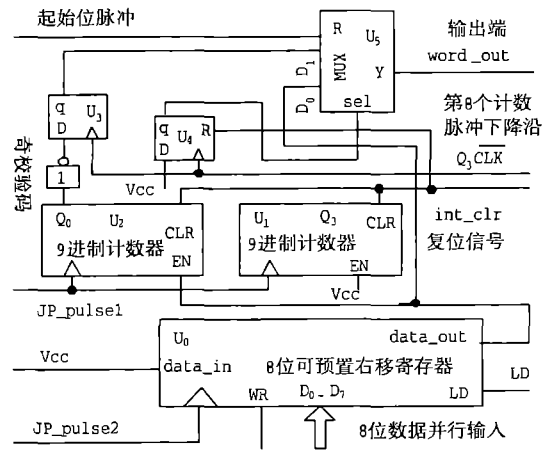 起始位脉冲
R
U5
输出端
D1
MUX
Y
word_out
D0
sel
q
U3
D
q
U4
R
D
第8个计数
脉冲下降沿
Q3CLK
奇校验码
1
Vcc
Q0
U2
CLR
9进制计数器
EN
U1
Q3
CLR
9进制计数器
EN
int_clr
复位信号
Vcc
JP_pulse1
U0
data_out
Vcc
data_in
8位可预置右移寄存器
LD
WR
D0~D7
LD
JP_pulse2
8位数据并行输入